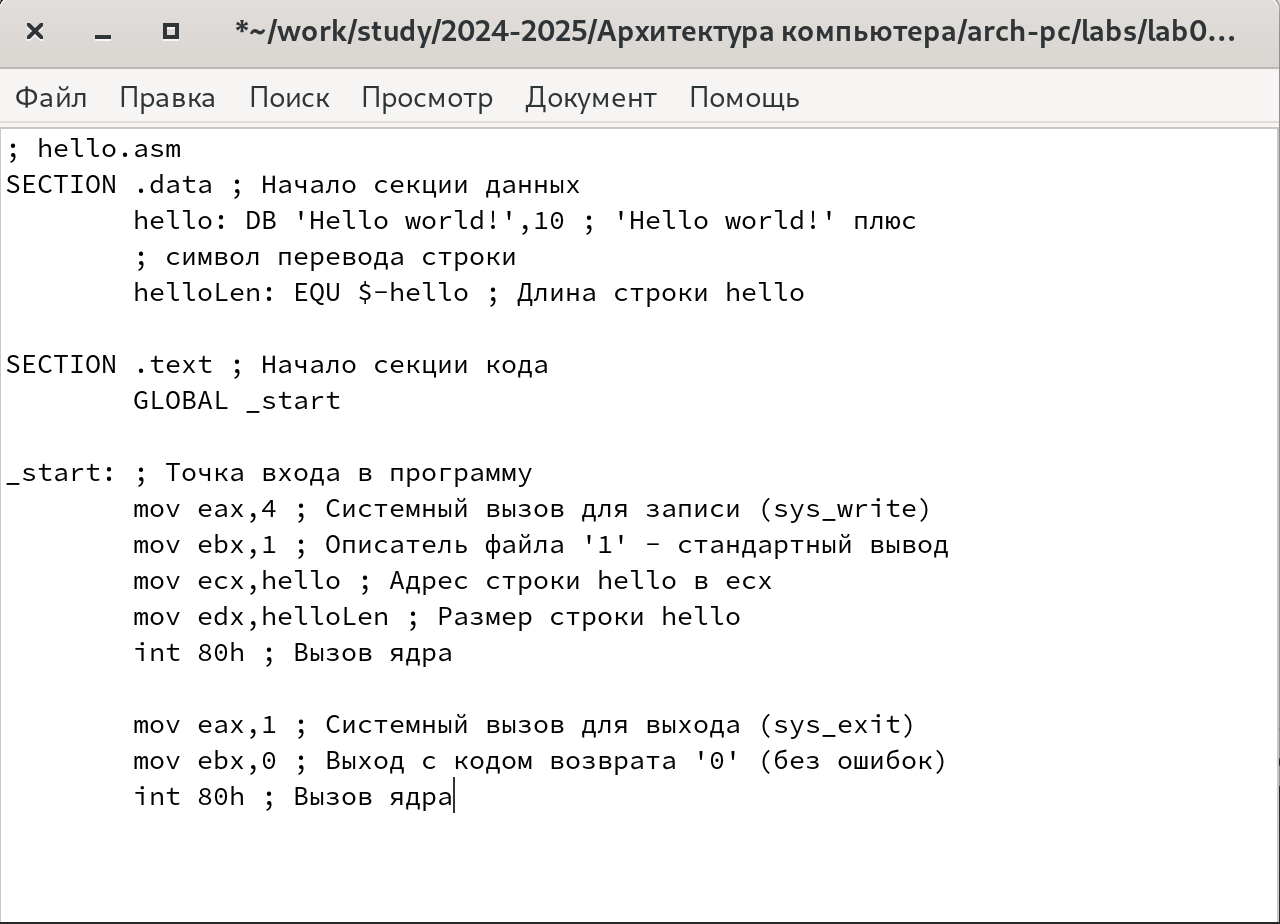 *~/work/study/2024-2025/Архитектура компьютера/arch-pc/labs/lab0...
Файл Правка Поиск Просмотр Документ Помощь
; hello.asm
SECTION .data ; Начало секции данных
        hello: DB 'Hello world!',10 ; 'Hello world!' плюс
        ; символ перевода строки
        helloLen: EQU $-hello ; Длина строки hello
SECTION .text ; Начало секции кода
        GLOBAL _start
_start: ; Точка входа в программу
        mov eax,4 ; Системный вызов для записи (sys_write)
        mov ebx,1 ; Описатель файла '1' - стандартный вывод
        mov ecx,hello ; Адрес строки hello в ecx
        mov edx,helloLen ; Размер строки hello
        int 80h ; Вызов ядра
        mov eax,1 ; Системный вызов для выхода (sys_exit)
        mov ebx,0 ; Выход с кодом возврата '0' (без ошибок)
        int 80h ; Вызов ядра